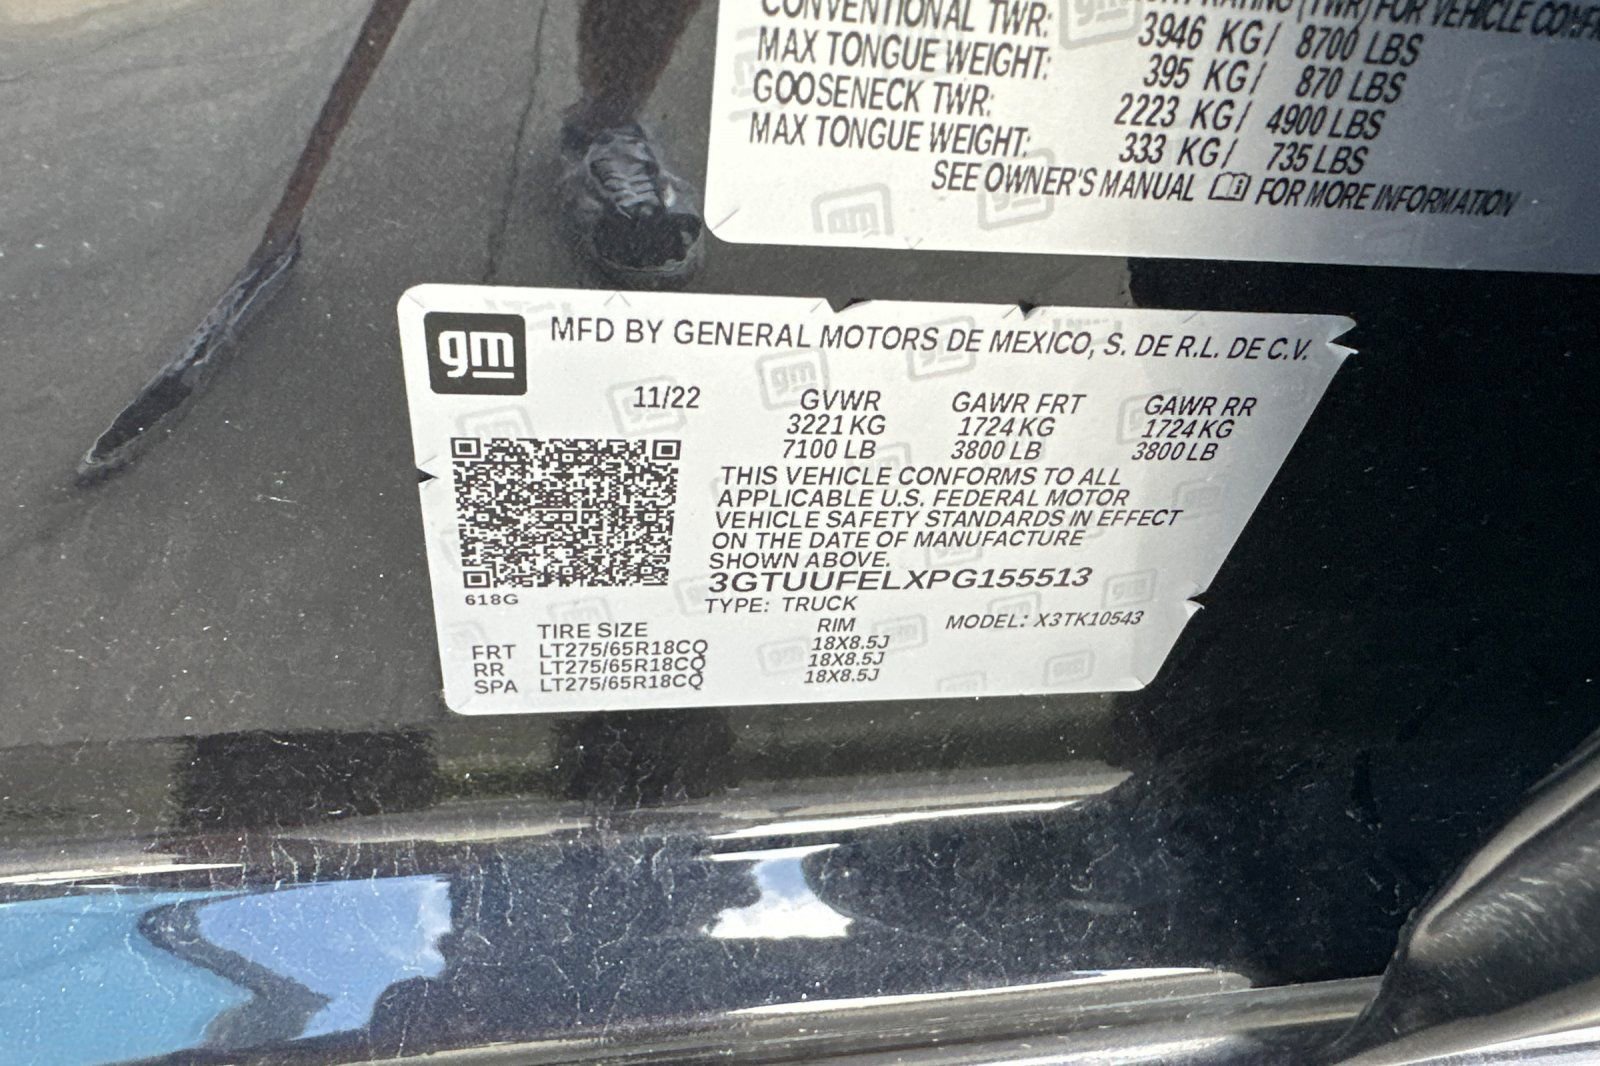 RATING (TWR) FOR VEHICLE
CONVENTIONAL TWR: 3946 KG/ 8700 LBS
MAX TONGUE WEIGHT: 395 KG/ 870 LBS
GOOSENECK TWR: 2223 KG/ 4900 LBS
MAX TONGUE WEIGHT: 333 KG/ 735 LBS
SEE OWNER'S MANUAL FOR MORE INFORMATION
gm MFD BY GENERAL MOTORS DE MEXICO, S. DE R.L. DE C.V.
11/22 GVWR GAWR FRT GAWR RR
3221 KG 1724 KG 1724 KG
7100 LB 3800 LB 3800 LB
THIS VEHICLE CONFORMS TO ALL
APPLICABLE U.S. FEDERAL MOTOR
VEHICLE SAFETY STANDARDS IN EFFECT
ON THE DATE OF MANUFACTURE
SHOWN ABOVE.
3GTUUFELXPG155513
618G
TYPE: TRUCK
MODEL: X3TK10543
TIRE SIZE RIM
FRT LT275/65R18CQ 18X8.5J
RR LT275/65R18CQ 18X8.5J
SPA LT275/65R18CQ 18X8.5J